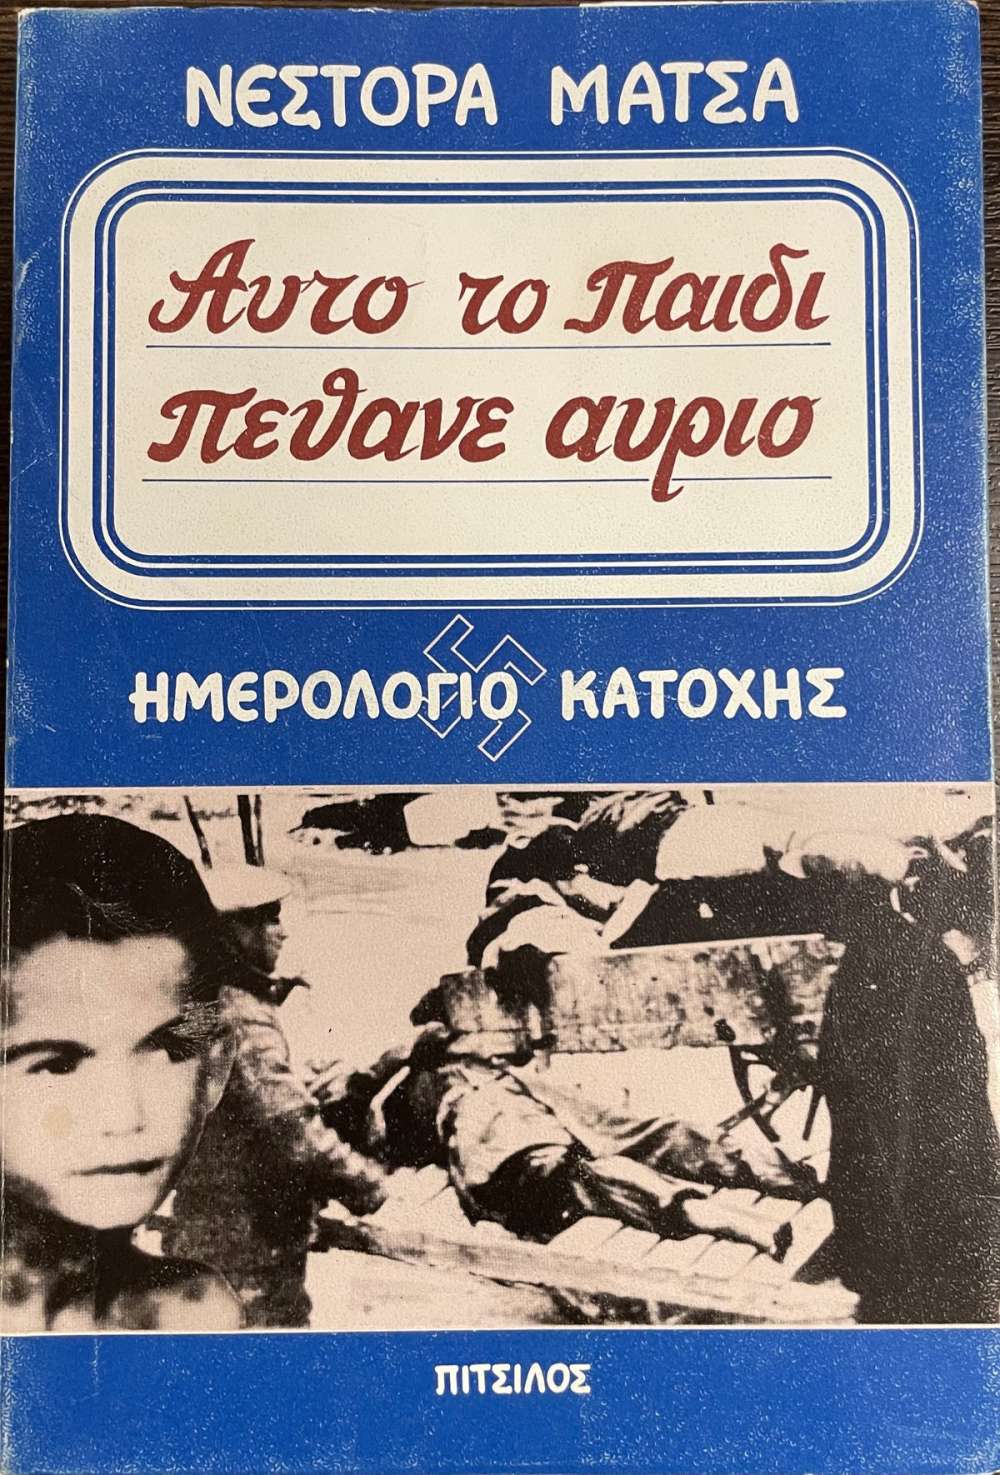 ΝΕΣΤΟΡΑ ΜΑΤΣΑ
Αυτο το παιδι
πεθανε αυριο
ΗΜΕΡΟΛΟΓΙΟ ΚΑΤΟΧΗΣ
ΠΙΤΣΙΛΟΣ